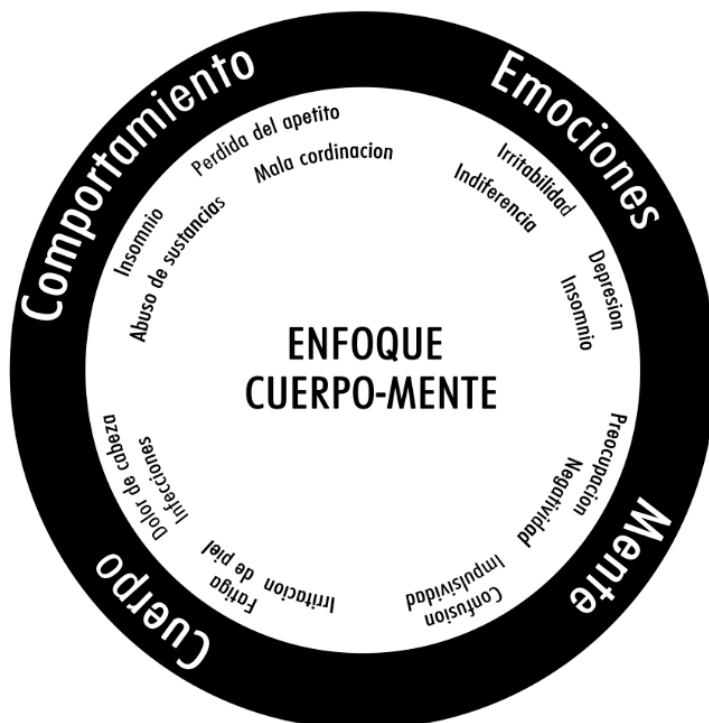 Comportamiento
Perdida del apetito
Mala cordinacion
Insomnio
Abuso de sustancias
Emociones
Irritabilidad
Indiferencia
Depresion
Insomnio
ENFOQUE
CUERPO-MENTE
Preocupacion
Negatividad
Confusion
Impulsividad
Mente
Dolor de cabeza
Infecciones
Fatiga
Irritacion de piel
Cuerpo